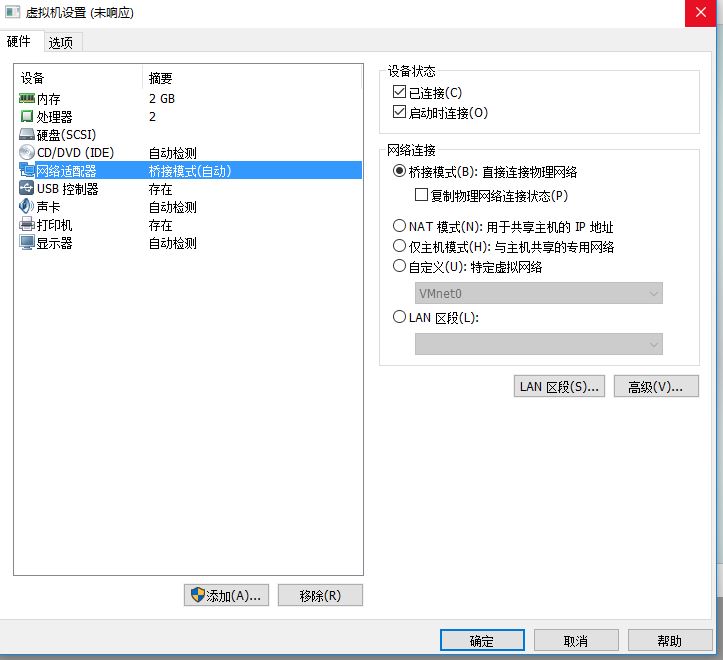 虚拟机设置 (未响应)
硬件 选项
设备 摘要
内存 2 GB
处理器 2
硬盘(SCSI)
CD/DVD (IDE) 自动检测
网络适配器 桥接模式(自动)
USB 控制器 存在
声卡 自动检测
打印机 存在
显示器 自动检测
添加(A)... 移除(R)
设备状态
已连接(C)
启动时连接(O)
网络连接
桥接模式(B): 直接连接物理网络
复制物理网络连接状态(P)
NAT 模式(N): 用于共享主机的 IP 地址
仅主机模式(H): 与主机共享的专用网络
自定义(U): 特定虚拟网络
VMnet0
LAN 区段(L):
LAN 区段(S)... 高级(V)...
确定 取消 帮助